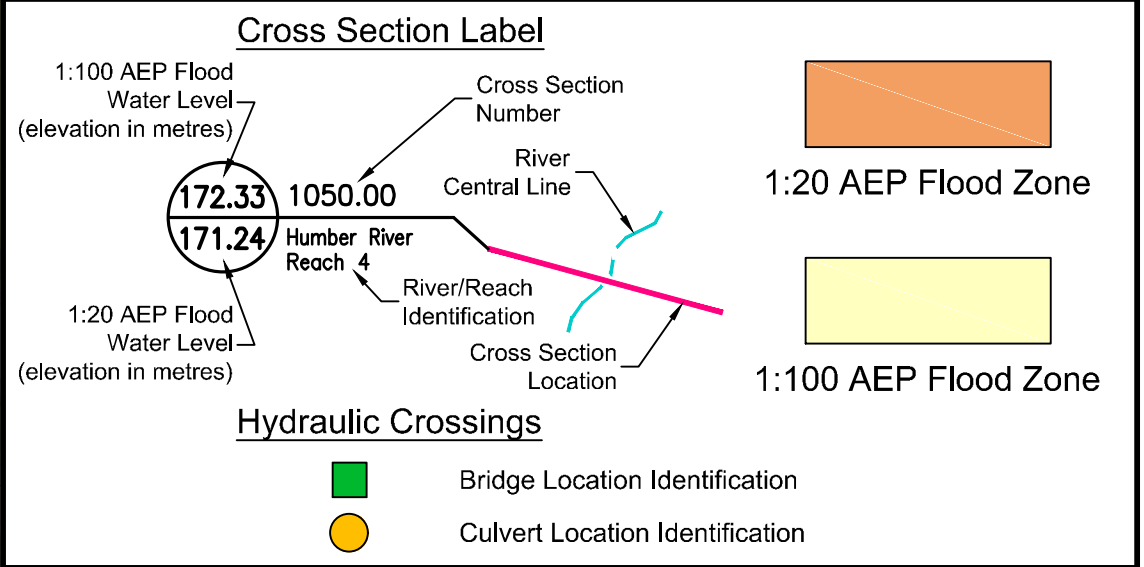 Cross Section Label
1:100 AEP Flood
Water Level
(elevation in metres)
Cross Section
Number
River
Central Line
172.33
1050.00
171.24
Humber River
Reach 4
River/Reach
Identification
1:20 AEP Flood
Water Level
(elevation in metres)
Cross Section
Location
1:20 AEP Flood Zone
1:100 AEP Flood Zone
Hydraulic Crossings
Bridge Location Identification
Culvert Location Identification